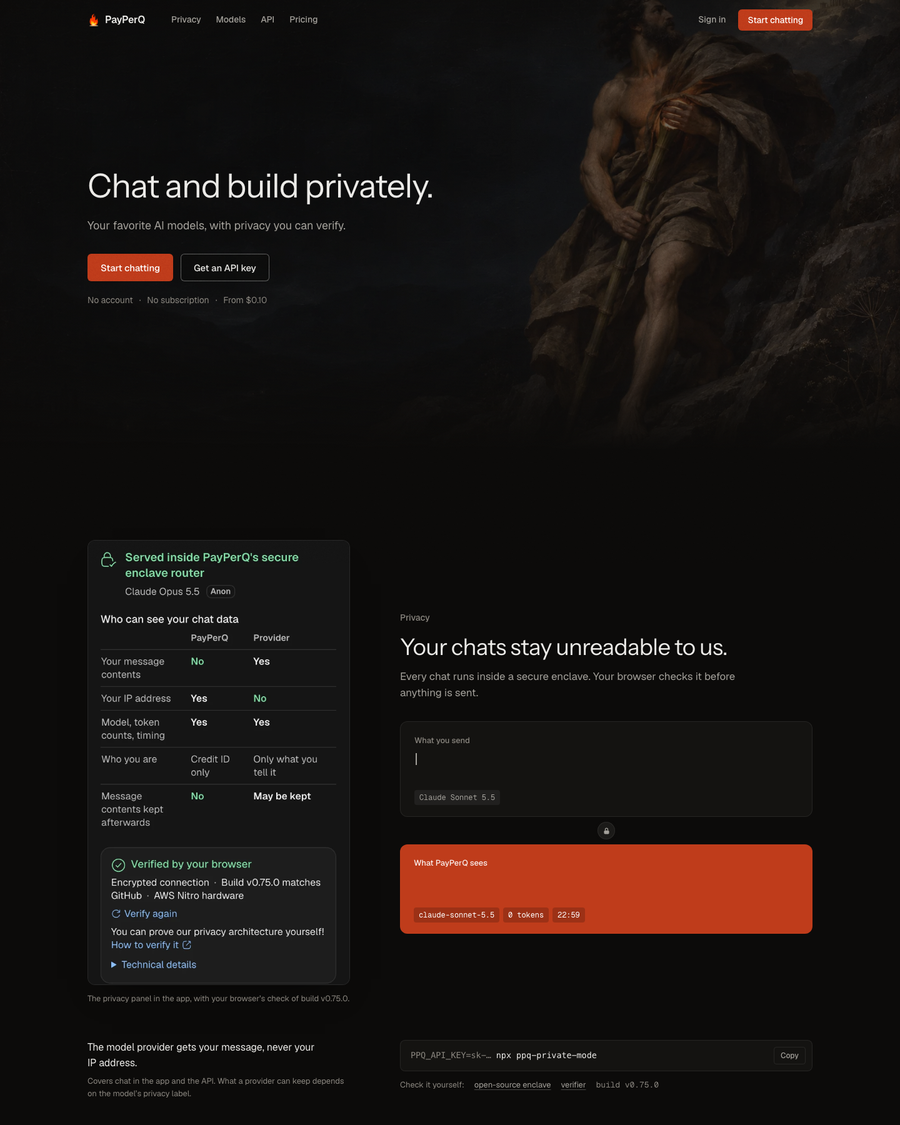 PayPerQ
Privacy
Models
API
Pricing
Sign in
Start chatting
Chat and build privately.
Your favorite AI models, with privacy you can verify.
Start chatting
Get an API key
No account · No subscription · From $0.10
Served inside PayPerQ's secure
enclave router
Claude Opus 5.5 Anon
Who can see your chat data
PayPerQ Provider
Your message No Yes
contents
Your IP address Yes No
Model, token Yes Yes
counts, timing
Who you are Credit ID Only what you
only tell it
Message No May be kept
contents kept
afterwards
Verified by your browser
Encrypted connection · Build v0.75.0 matches
GitHub · AWS Nitro hardware
Verify again
You can prove our privacy architecture yourself!
How to verify it
Technical details
The privacy panel in the app, with your browser's check of build v0.75.0.
Privacy
Your chats stay unreadable to us.
Every chat runs inside a secure enclave. Your browser checks it before
anything is sent.
What you send
Claude Sonnet 5.5
What PayPerQ sees
claude-sonnet-5.5 0 tokens 22:59
The model provider gets your message, never your
IP address.
Covers chat in the app and the API. What a provider can keep depends
on the model's privacy label.
PPQ_API_KEY=sk-… npx ppq-private-mode
Copy
Check it yourself: open-source enclave verifier build v0.75.0